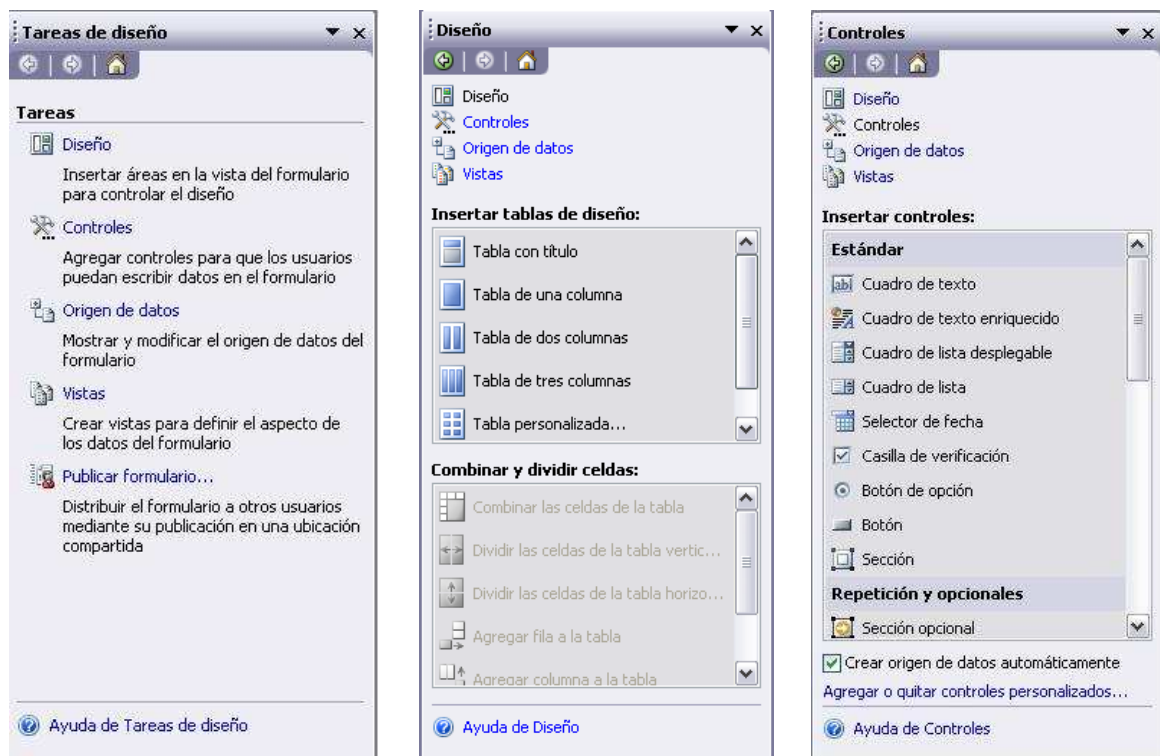 Tareas de diseño
Tareas
Diseño
Insertar áreas en la vista del formulario
para controlar el diseño
Controles
Agregar controles para que los usuarios
puedan escribir datos en el formulario
Origen de datos
Mostrar y modificar el origen de datos del
formulario
Vistas
Crear vistas para definir el aspecto de
los datos del formulario
Publicar formulario...
Distribuir el formulario a otros usuarios
mediante su publicación en una ubicación
compartida
Ayuda de Tareas de diseño
Diseño
Diseño
Controles
Origen de datos
Vistas
Insertar tablas de diseño:
Tabla con título
Tabla de una columna
Tabla de dos columnas
Tabla de tres columnas
Tabla personalizada...
Combinar y dividir celdas:
Combinar las celdas de la tabla
Dividir las celdas de la tabla vertic...
Dividir las celdas de la tabla horizo...
Agregar fila a la tabla
Agregar columna a la tabla
Ayuda de Diseño
Controles
Diseño
Controles
Origen de datos
Vistas
Insertar controles:
Estándar
abl Cuadro de texto
Cuadro de texto enriquecido
Cuadro de lista desplegable
Cuadro de lista
Selector de fecha
Casilla de verificación
Botón de opción
Botón
Sección
Repetición y opcionales
Sección opcional
Crear origen de datos automáticamente
Agregar o quitar controles personalizados...
Ayuda de Controles